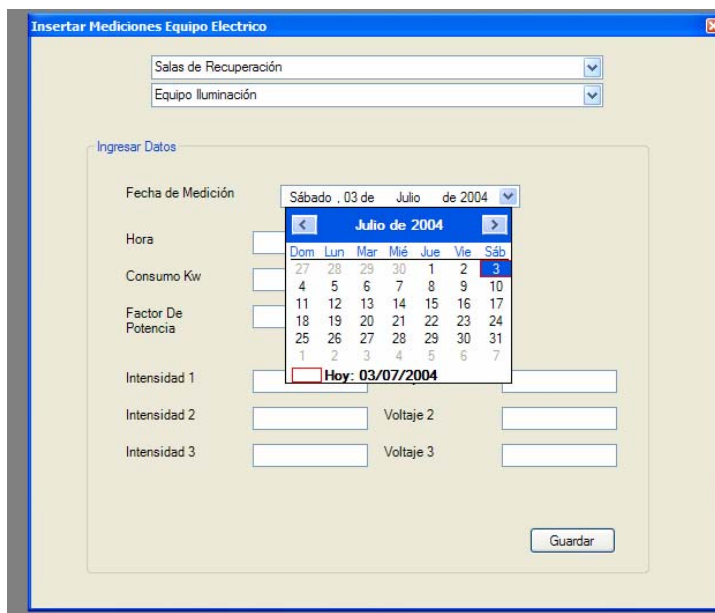 Insertar Mediciones Equipo Electrico
Salas de Recuperación
Equipo Iluminación
Ingresar Datos
Fecha de Medición
Sábado , 03 de Julio de 2004
Julio de 2004
Dom Lun Mar Mié Jue Vie Sáb
27 28 29 30 1 2 3
4 5 6 7 8 9 10
11 12 13 14 15 16 17
18 19 20 21 22 23 24
25 26 27 28 29 30 31
1 2 3 4 5 6 7
Hoy: 03/07/2004
Hora
Consumo Kw
Factor De
Potencia
Intensidad 1
Intensidad 2 Voltaje 2
Intensidad 3 Voltaje 3
Guardar